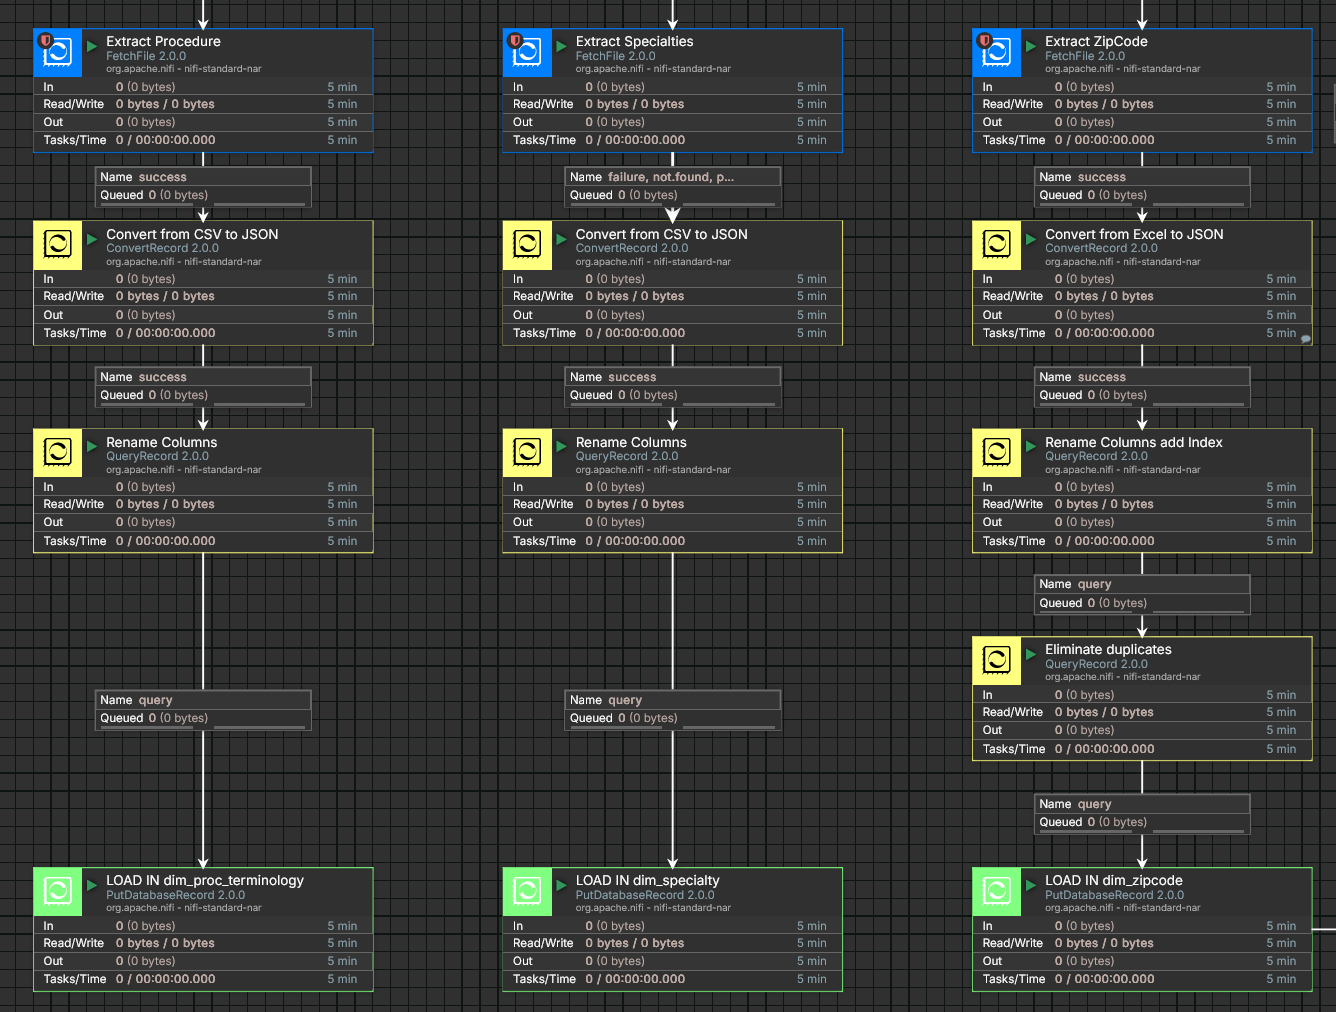 Extract Procedure
FetchFile 2.0.0
org.apache.nifi - nifi-standard-nar
In 0 (0 bytes) 5 min
Read/Write 0 bytes / 0 bytes 5 min
Out 0 (0 bytes) 5 min
Tasks/Time 0 / 00:00:00.000 5 min
Name success
Queued 0 (0 bytes)
Convert from CSV to JSON
ConvertRecord 2.0.0
org.apache.nifi - nifi-standard-nar
In 0 (0 bytes) 5 min
Read/Write 0 bytes / 0 bytes 5 min
Out 0 (0 bytes) 5 min
Tasks/Time 0 / 00:00:00.000 5 min
Name success
Queued 0 (0 bytes)
Rename Columns
QueryRecord 2.0.0
org.apache.nifi - nifi-standard-nar
In 0 (0 bytes) 5 min
Read/Write 0 bytes / 0 bytes 5 min
Out 0 (0 bytes) 5 min
Tasks/Time 0 / 00:00:00.000 5 min
Name query
Queued 0 (0 bytes)
LOAD IN dim_proc_terminology
PutDatabaseRecord 2.0.0
org.apache.nifi - nifi-standard-nar
In 0 (0 bytes) 5 min
Read/Write 0 bytes / 0 bytes 5 min
Out 0 (0 bytes) 5 min
Tasks/Time 0 / 00:00:00.000 5 min
Extract Specialties
FetchFile 2.0.0
org.apache.nifi - nifi-standard-nar
In 0 (0 bytes) 5 min
Read/Write 0 bytes / 0 bytes 5 min
Out 0 (0 bytes) 5 min
Tasks/Time 0 / 00:00:00.000 5 min
Name failure, not.found, p...
Queued 0 (0 bytes)
Convert from CSV to JSON
ConvertRecord 2.0.0
org.apache.nifi - nifi-standard-nar
In 0 (0 bytes) 5 min
Read/Write 0 bytes / 0 bytes 5 min
Out 0 (0 bytes) 5 min
Tasks/Time 0 / 00:00:00.000 5 min
Name success
Queued 0 (0 bytes)
Rename Columns
QueryRecord 2.0.0
org.apache.nifi - nifi-standard-nar
In 0 (0 bytes) 5 min
Read/Write 0 bytes / 0 bytes 5 min
Out 0 (0 bytes) 5 min
Tasks/Time 0 / 00:00:00.000 5 min
Name query
Queued 0 (0 bytes)
LOAD IN dim_specialty
PutDatabaseRecord 2.0.0
org.apache.nifi - nifi-standard-nar
In 0 (0 bytes) 5 min
Read/Write 0 bytes / 0 bytes 5 min
Out 0 (0 bytes) 5 min
Tasks/Time 0 / 00:00:00.000 5 min
Extract ZipCode
FetchFile 2.0.0
org.apache.nifi - nifi-standard-nar
In 0 (0 bytes) 5 min
Read/Write 0 bytes / 0 bytes 5 min
Out 0 (0 bytes) 5 min
Tasks/Time 0 / 00:00:00.000 5 min
Name success
Queued 0 (0 bytes)
Convert from Excel to JSON
ConvertRecord 2.0.0
org.apache.nifi - nifi-standard-nar
In 0 (0 bytes) 5 min
Read/Write 0 bytes / 0 bytes 5 min
Out 0 (0 bytes) 5 min
Tasks/Time 0 / 00:00:00.000 5 min
Name success
Queued 0 (0 bytes)
Rename Columns add Index
QueryRecord 2.0.0
org.apache.nifi - nifi-standard-nar
In 0 (0 bytes) 5 min
Read/Write 0 bytes / 0 bytes 5 min
Out 0 (0 bytes) 5 min
Tasks/Time 0 / 00:00:00.000 5 min
Name query
Queued 0 (0 bytes)
Eliminate duplicates
QueryRecord 2.0.0
org.apache.nifi - nifi-standard-nar
In 0 (0 bytes) 5 min
Read/Write 0 bytes / 0 bytes 5 min
Out 0 (0 bytes) 5 min
Tasks/Time 0 / 00:00:00.000 5 min
Name query
Queued 0 (0 bytes)
LOAD IN dim_zipcode
PutDatabaseRecord 2.0.0
org.apache.nifi - nifi-standard-nar
In 0 (0 bytes) 5 min
Read/Write 0 bytes / 0 bytes 5 min
Out 0 (0 bytes) 5 min
Tasks/Time 0 / 00:00:00.000 5 min